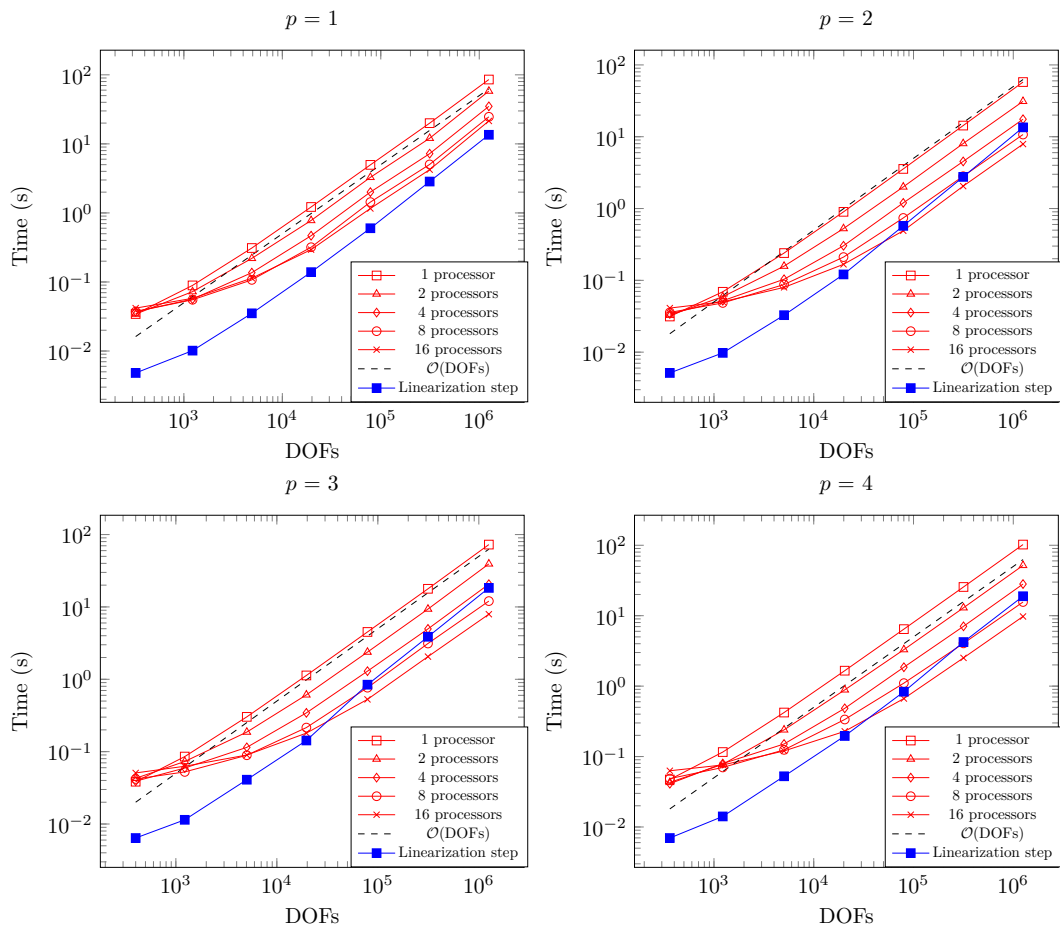 p = 1
10^2
10^1
10^0
10^−1
10^−2
Time (s)
1 processor
2 processors
4 processors
8 processors
16 processors
𝒪(DOFs)
Linearization step
10^3 10^4 10^5 10^6
DOFs
p = 2
10^2
10^1
10^0
10^−1
10^−2
Time (s)
1 processor
2 processors
4 processors
8 processors
16 processors
𝒪(DOFs)
Linearization step
10^3 10^4 10^5 10^6
DOFs
p = 3
10^2
10^1
10^0
10^−1
10^−2
Time (s)
1 processor
2 processors
4 processors
8 processors
16 processors
𝒪(DOFs)
Linearization step
10^3 10^4 10^5 10^6
DOFs
p = 4
10^2
10^1
10^0
10^−1
10^−2
Time (s)
1 processor
2 processors
4 processors
8 processors
16 processors
𝒪(DOFs)
Linearization step
10^3 10^4 10^5 10^6
DOFs